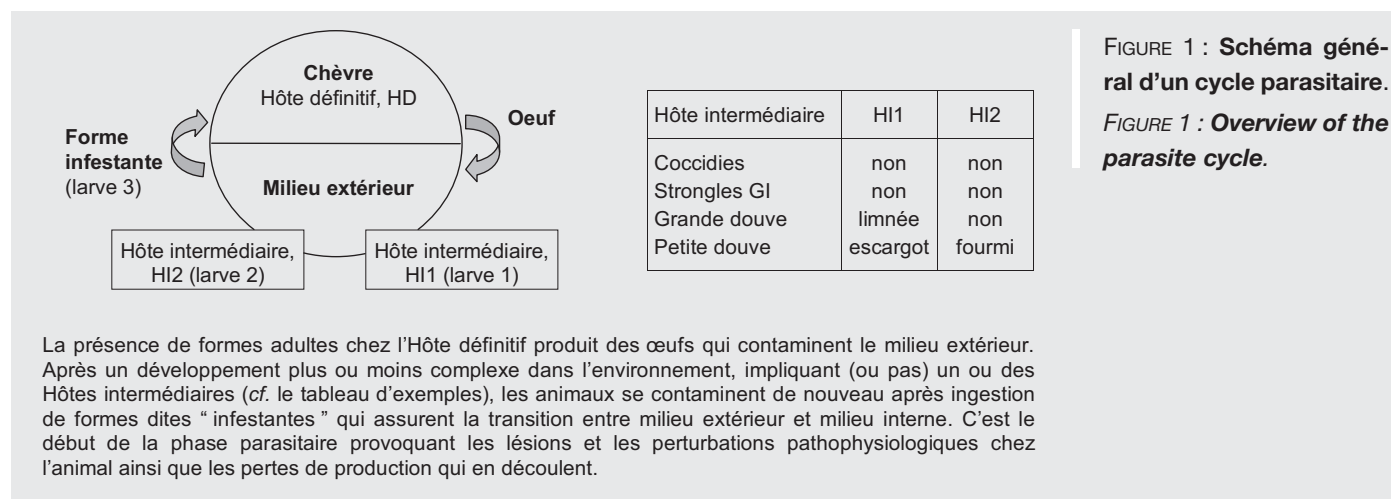 Chèvre
Hôte définitif, HD
Oeuf
Forme
infestante
(larve 3)
Milieu extérieur
Hôte intermédiaire,
HI2 (larve 2)
Hôte intermédiaire,
HI1 (larve 1)
Hôte intermédiaire HI1 HI2
Coccidies non non
Strongles GI non non
Grande douve limnée non
Petite douve escargot fourmi
La présence de formes adultes chez l'Hôte définitif produit des œufs qui contaminent le milieu extérieur.
Après un développement plus ou moins complexe dans l'environnement, impliquant (ou pas) un ou des
Hôtes intermédiaires (cf. le tableau d'exemples), les animaux se contaminent de nouveau après ingestion
de formes dites “ infestantes ” qui assurent la transition entre milieu extérieur et milieu interne. C'est le
début de la phase parasitaire provoquant les lésions et les perturbations pathophysiologiques chez
l'animal ainsi que les pertes de production qui en découlent.
FIGURE 1 : Schéma géné-
ral d'un cycle parasitaire.
FIGURE 1 : Overview of the
parasite cycle.